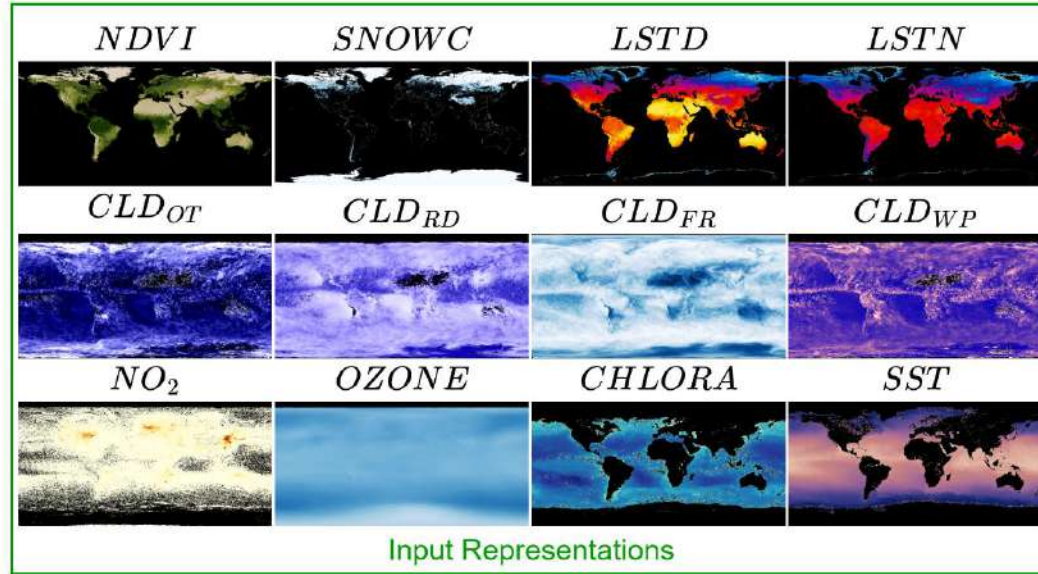 NDVI SNOWC LSTD LSTN
CLD_OT CLD_RD CLD_FR CLD_WP
NO_2 OZONE CHLORA SST
Input Representations